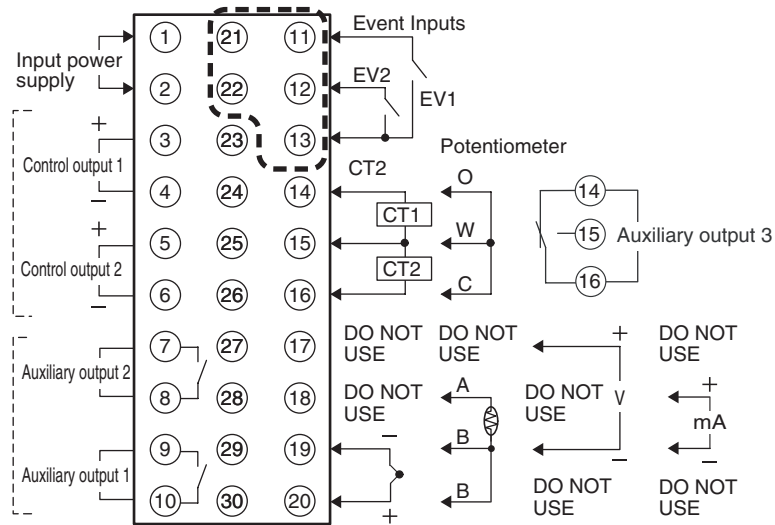 Input power
supply
1
21
11
Event Inputs
2
22
12
EV2
EV1
+
Control output 1
−
3
23
13
Potentiometer
4
24
14
CT2
CT1
O
14
+
Control output 2
−
5
25
15
W
15
Auxiliary output 3
6
26
16
CT2
C
16
Auxiliary output 2
7
27
17
DO NOT
USE
DO NOT
USE
+
DO NOT
USE
8
28
18
DO NOT
USE
A
DO NOT
USE
V
+
mA
−
Auxiliary output 1
9
29
19
−
B
−
10
30
20
+
B
DO NOT
USE
DO NOT
USE